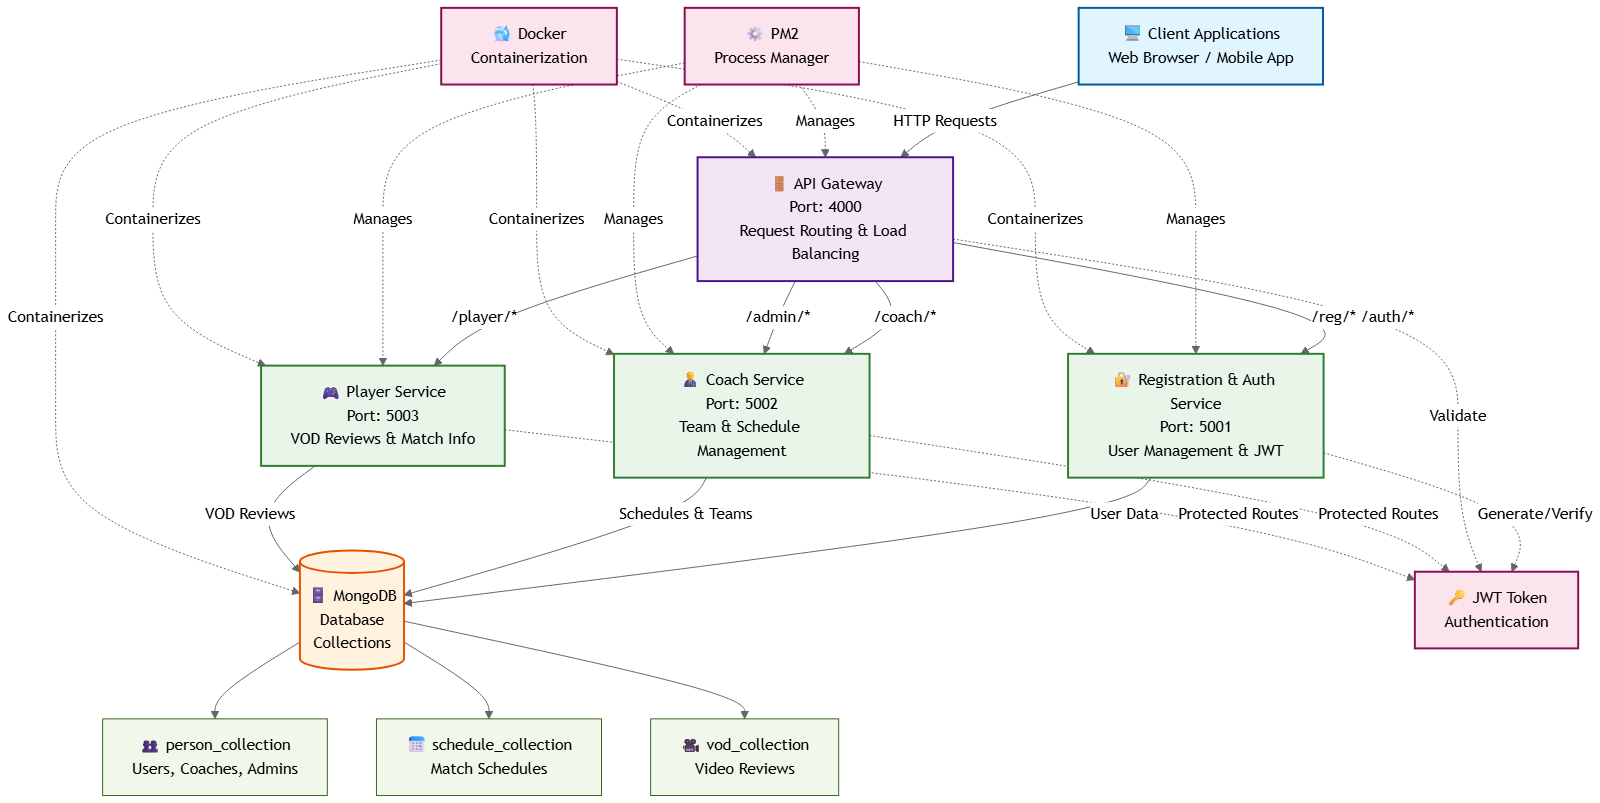 Docker
Containerization
PM2
Process Manager
Client Applications
Web Browser / Mobile App
Containerizes
Manages
HTTP Requests
API Gateway
Port: 4000
Request Routing & Load
Balancing
Containerizes
Manages
Containerizes
Manages
Containerizes
Manages
Containerizes
/player/*
/admin/*
/coach/*
/reg/*
/auth/*
Player Service
Port: 5003
VOD Reviews & Match Info
Coach Service
Port: 5002
Team & Schedule
Management
Registration & Auth
Service
Port: 5001
User Management & JWT
Validate
VOD Reviews
Schedules & Teams
User Data
Protected Routes
Protected Routes
Generate/Verify
MongoDB
Database
Collections
JWT Token
Authentication
person_collection
Users, Coaches, Admins
schedule_collection
Match Schedules
vod_collection
Video Reviews